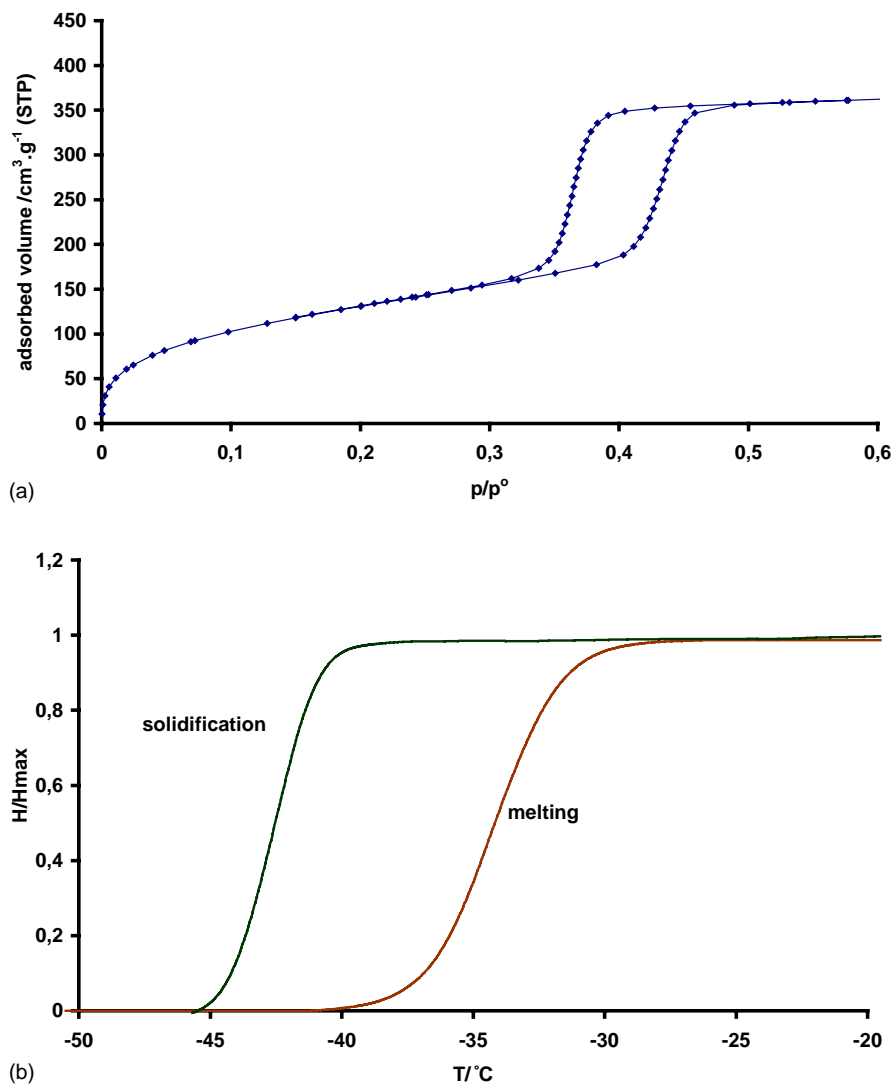 450
400
350
300
250
200
150
100
50
0
adsorbed volume /cm³.g⁻¹ (STP)
0 0,1 0,2 0,3 0,4 0,5 0,6
p/p°
(a)
1,2
1
0,8
0,6
0,4
0,2
0
H/Hmax
solidification
melting
-50 -45 -40 -35 -30 -25 -20
T/°C
(b)